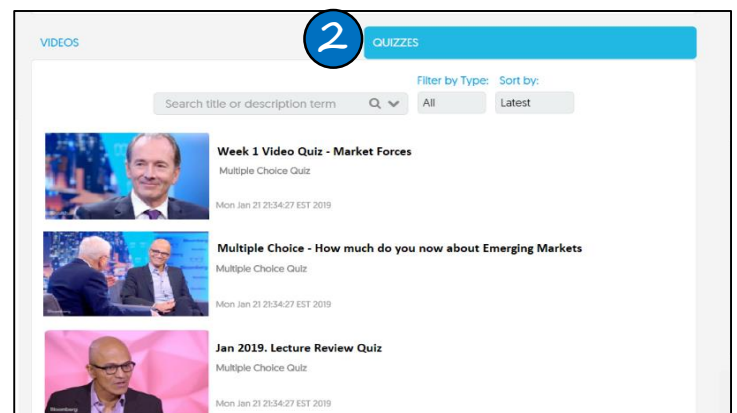 VIDEOS
2
QUIZZES
Filter by Type: Sort by:
Search title or description term
All
Latest
Week 1 Video Quiz - Market Forces
Multiple Choice Quiz
Mon Jan 21 21:34:27 EST 2019
Multiple Choice - How much do you now about Emerging Markets
Multiple Choice Quiz
Mon Jan 21 21:34:27 EST 2019
Bloomberg
Jan 2019. Lecture Review Quiz
Multiple Choice Quiz
Mon Jan 21 21:34:27 EST 2019
Bloomberg